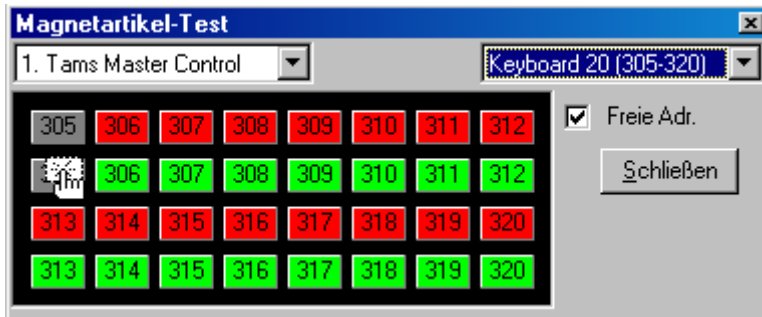 Magnetartikel-Test
1. Tams Master Control Keyboard 20 (305-320)
305 306 307 308 309 310 311 312 Freie Adr.
306 307 308 309 310 311 312 Schließen
313 314 315 316 317 318 319 320
313 314 315 316 317 318 319 320